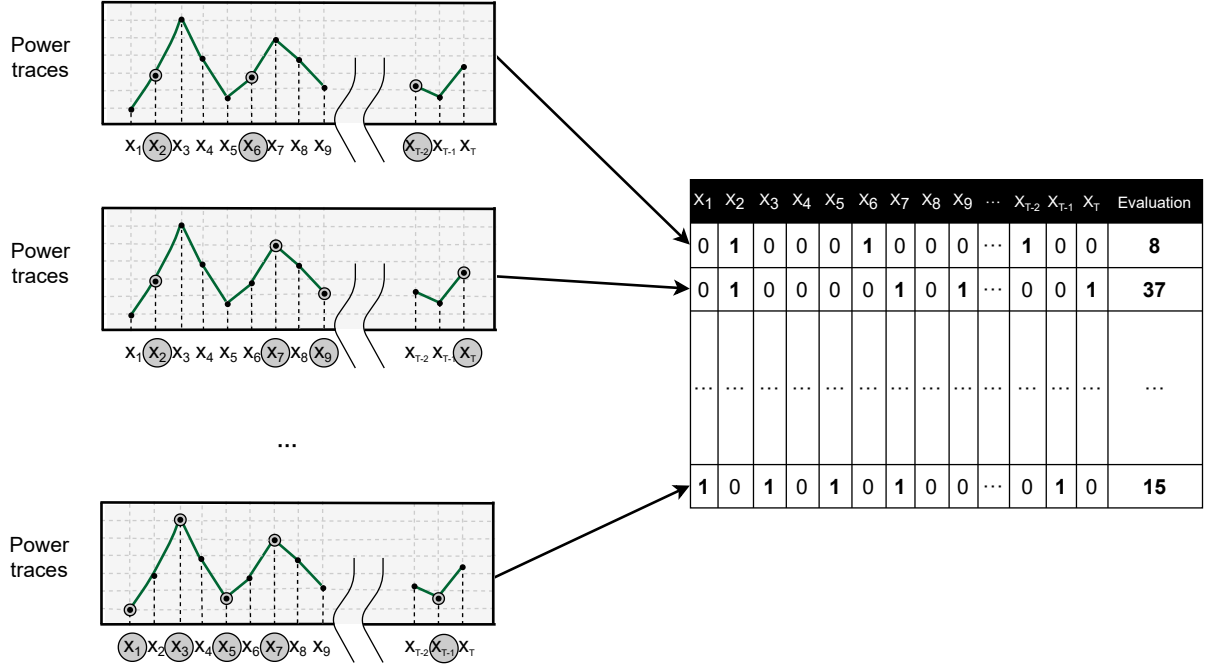 Power
traces
X1 X2 X3 X4 X5 X6 X7 X8 X9 XT-2 XT-1 XT
Power
traces
X1 X2 X3 X4 X5 X6 X7 X8 X9 XT-2 XT-1 XT
...
Power
traces
X1 X2 X3 X4 X5 X6 X7 X8 X9 XT-2 XT-1 XT
X1 X2 X3 X4 X5 X6 X7 X8 X9 ... XT-2 XT-1 XT Evaluation
0 1 0 0 0 1 0 0 0 ... 1 0 0 8
0 1 0 0 0 0 1 0 1 ... 0 0 1 37
... ... ... ... ... ... ... ... ... ... ... ... ... ...
1 0 1 0 1 0 1 0 0 ... 0 1 0 15